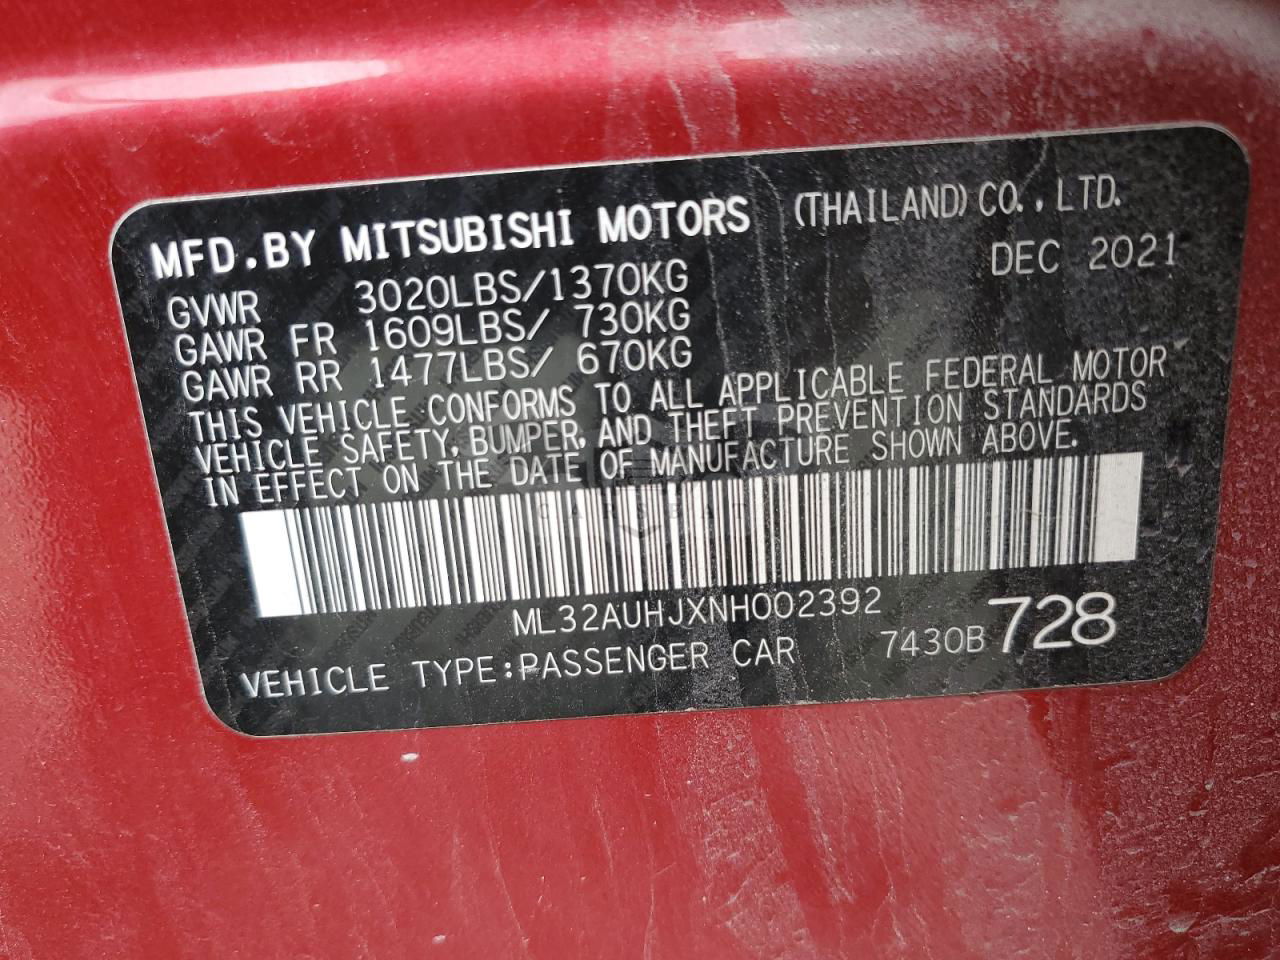 MFD.BY MITSUBISHI MOTORS (THAILAND) CO., LTD.
DEC 2021
GVWR 3020LBS/1370KG
GAWR FR 1609LBS/ 730KG
GAWR RR 1477LBS/ 670KG
THIS VEHICLE CONFORMS TO ALL APPLICABLE FEDERAL MOTOR
VEHICLE SAFETY, BUMPER, AND THEFT PREVENTION STANDARDS
IN EFFECT ON THE DATE OF MANUFACTURE SHOWN ABOVE.
ML32AUHJXNH002392
7430B 728
VEHICLE TYPE:PASSENGER CAR